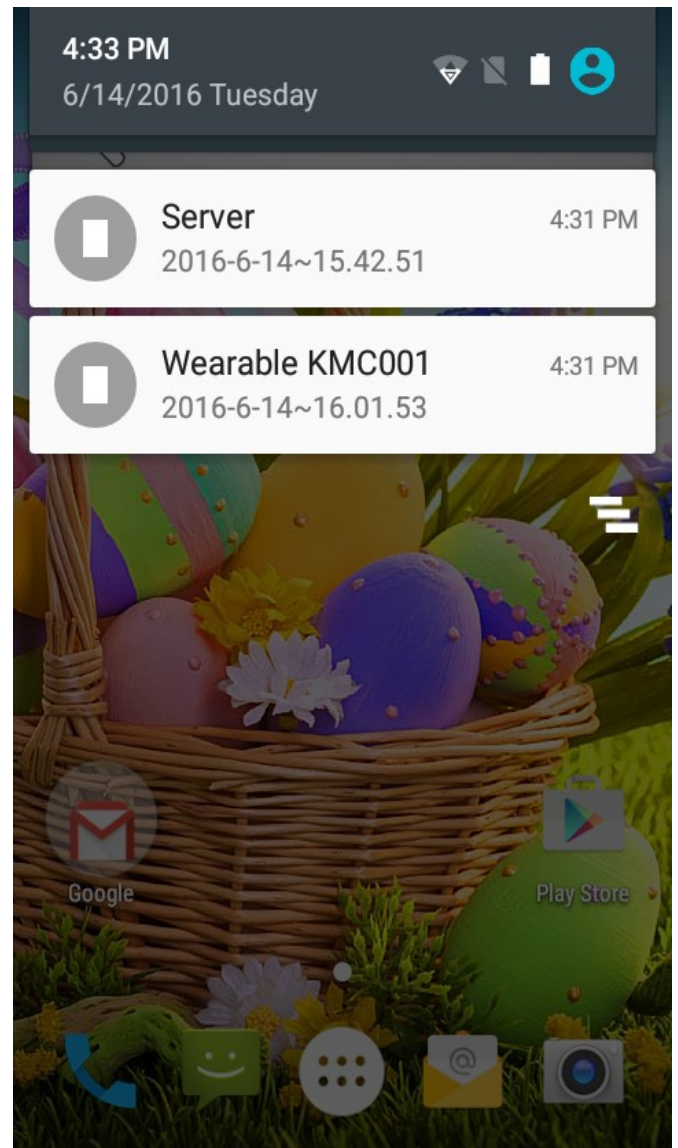 4:33 PM
6/14/2016 Tuesday
Server 4:31 PM
2016-6-14~15.42.51
Wearable KMC001 4:31 PM
2016-6-14~16.01.53
Google Play Store
@